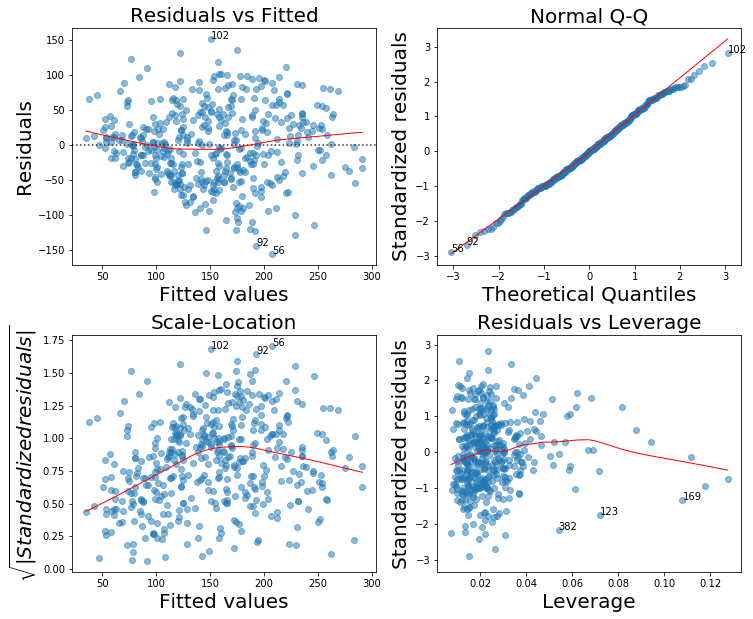 Residuals vs Fitted
Residuals
150
100
50
0
−50
−100
−150
102
92
56
50 100 150 200 250 300
Fitted values
Normal Q-Q
Standardized residuals
3
2
1
0
−1
−2
−3
102
92
56
−3 −2 −1 0 1 2 3
Theoretical Quantiles
Scale-Location
√|Standardizedresiduals|
1.75
1.50
1.25
1.00
0.75
0.50
0.25
0.00
102
56
92
50 100 150 200 250 300
Fitted values
Residuals vs Leverage
Standardized residuals
3
2
1
0
−1
−2
−3
169
123
382
0.02 0.04 0.06 0.08 0.10 0.12
Leverage